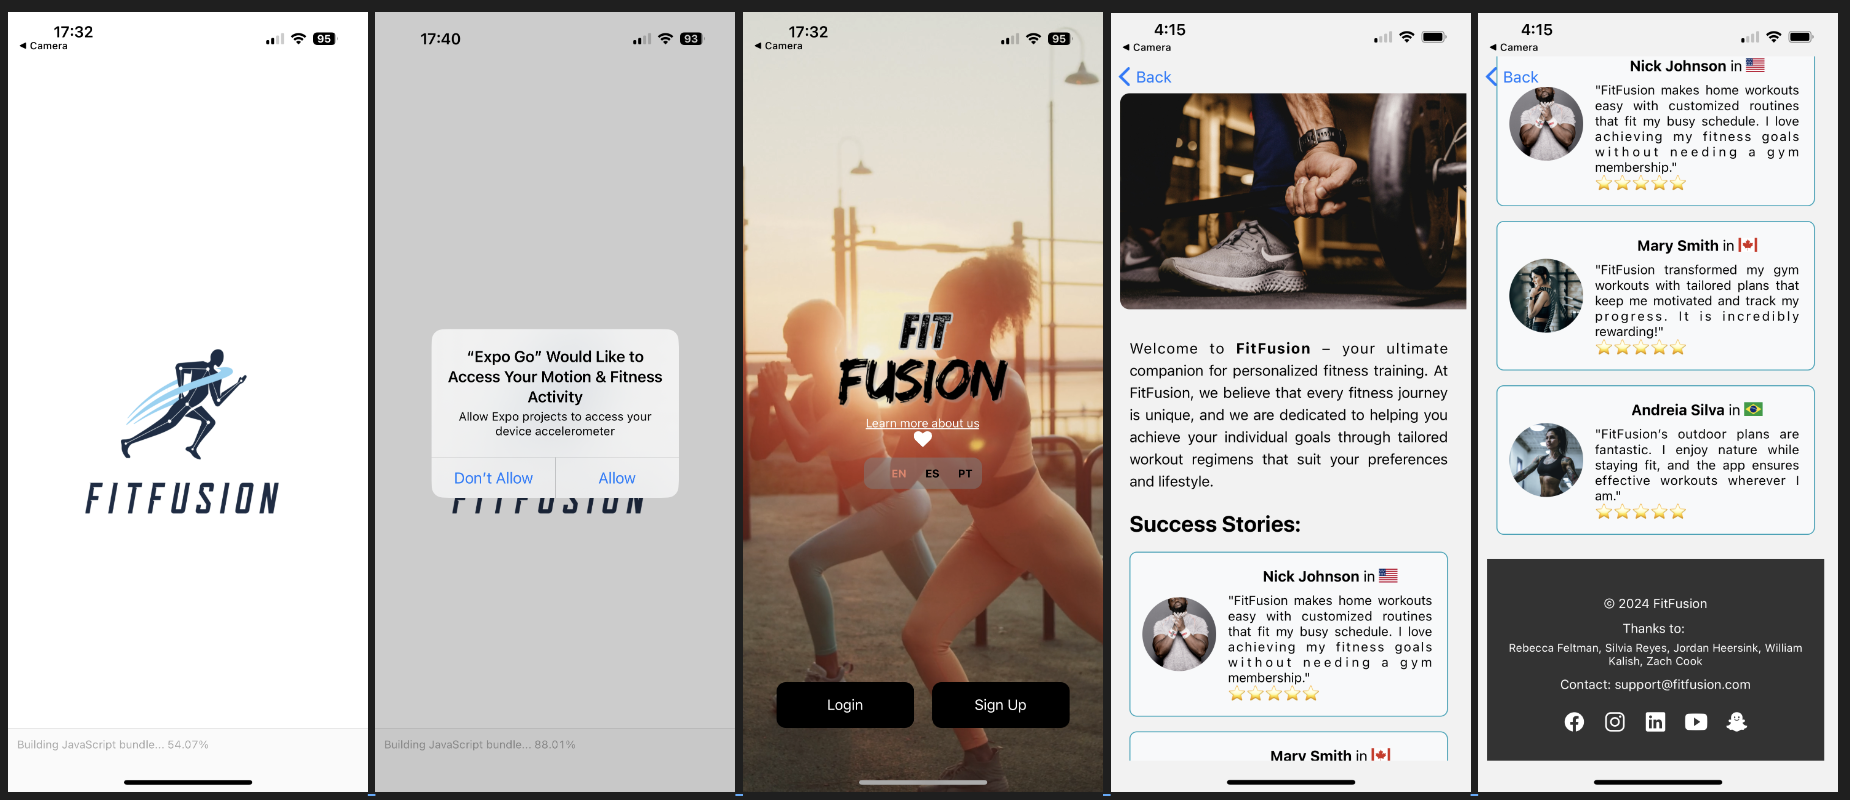 17:32
95
◀ Camera
FITFUSION
Building JavaScript bundle... 54.07%
17:40
93
“Expo Go” Would Like to
Access Your Motion & Fitness
Activity
Allow Expo projects to access your
device accelerometer
Don’t Allow
Allow
FITFUSION
Building JavaScript bundle... 88.01%
17:32
95
◀ Camera
FIT
FUSION
Learn more about us
EN ES PT
Login
Sign Up
4:15
◀ Camera
Back
Welcome to FitFusion – your ultimate
companion for personalized fitness training. At
FitFusion, we believe that every fitness journey
is unique, and we are dedicated to helping you
achieve your individual goals through tailored
workout regimens that suit your preferences
and lifestyle.
Success Stories:
Nick Johnson in 🇺🇸
"FitFusion makes home workouts
easy with customized routines
that fit my busy schedule. I love
achieving my fitness goals
without needing a gym
membership."
Mary Smith in 🇨🇦
4:15
◀ Camera
Back
Nick Johnson in 🇺🇸
"FitFusion makes home workouts
easy with customized routines
that fit my busy schedule. I love
achieving my fitness goals
without needing a gym
membership."
Mary Smith in 🇨🇦
"FitFusion transformed my gym
workouts with tailored plans that
keep me motivated and track my
progress. It is incredibly
rewarding!"
Andreia Silva in 🇧🇷
"FitFusion's outdoor plans are
fantastic. I enjoy nature while
staying fit, and the app ensures
effective workouts wherever I
am."
© 2024 FitFusion
Thanks to:
Rebecca Feltman, Silvia Reyes, Jordan Heersink, William
Kalish, Zach Cook
Contact: support@fitfusion.com